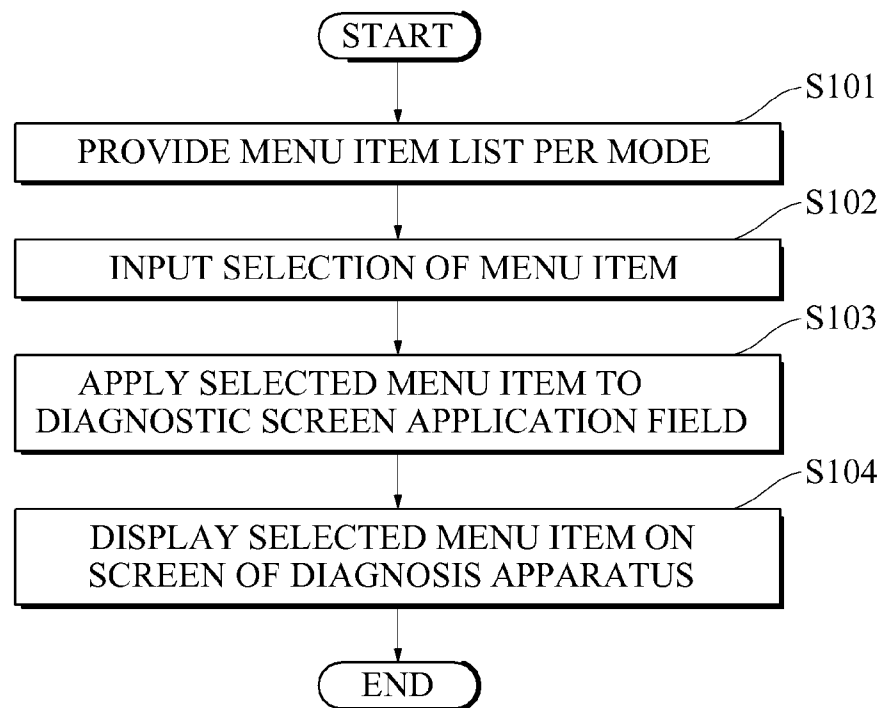 START
S101
PROVIDE MENU ITEM LIST PER MODE
S102
INPUT SELECTION OF MENU ITEM
S103
APPLY SELECTED MENU ITEM TO
DIAGNOSTIC SCREEN APPLICATION FIELD
S104
DISPLAY SELECTED MENU ITEM ON
SCREEN OF DIAGNOSIS APPARATUS
END